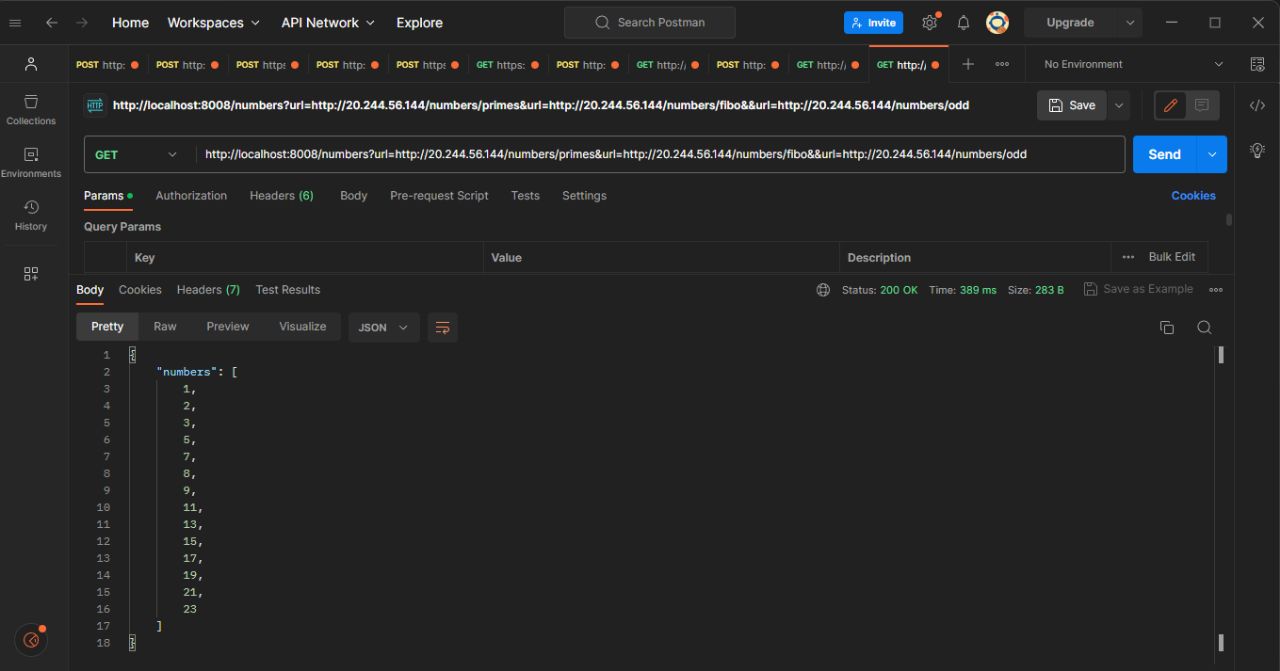 Home Workspaces API Network Explore Search Postman Invite Upgrade
POST http: POST http: POST http: POST http: POST http: GET https: POST http: GET http:/ POST http: GET http:/ GET http:/ No Environment
HTTP http://localhost:8008/numbers?url=http://20.244.56.144/numbers/primes&url=http://20.244.56.144/numbers/fibo&&url=http://20.244.56.144/numbers/odd Save
GET http://localhost:8008/numbers?url=http://20.244.56.144/numbers/primes&url=http://20.244.56.144/numbers/fibo&&url=http://20.244.56.144/numbers/odd Send
Collections
Environments
History
Params Authorization Headers (6) Body Pre-request Script Tests Settings Cookies
Query Params
Key Value Description Bulk Edit
Body Cookies Headers (7) Test Results Status: 200 OK Time: 389 ms Size: 283 B Save as Example
Pretty Raw Preview Visualize JSON
1 {
2 "numbers": [
3 1,
4 2,
5 3,
6 5,
7 7,
8 8,
9 9,
10 11,
11 13,
12 15,
13 17,
14 19,
15 21,
16 23
17 ]
18 }